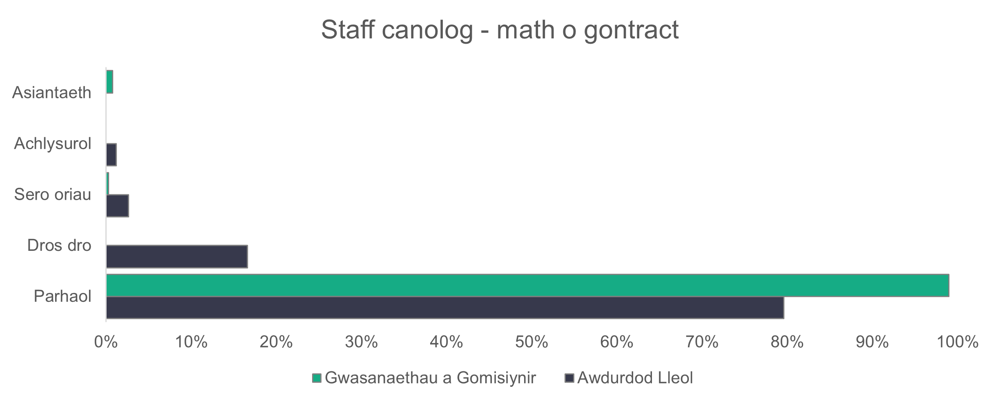 Staff canolog - math o gontract
Asiantaeth
Achlysurol
Sero oriau
Dros dro
Parhaol
0% 10% 20% 30% 40% 50% 60% 70% 80% 90% 100%
Gwasanaethau a Gomisiynir Awdurdod Lleol